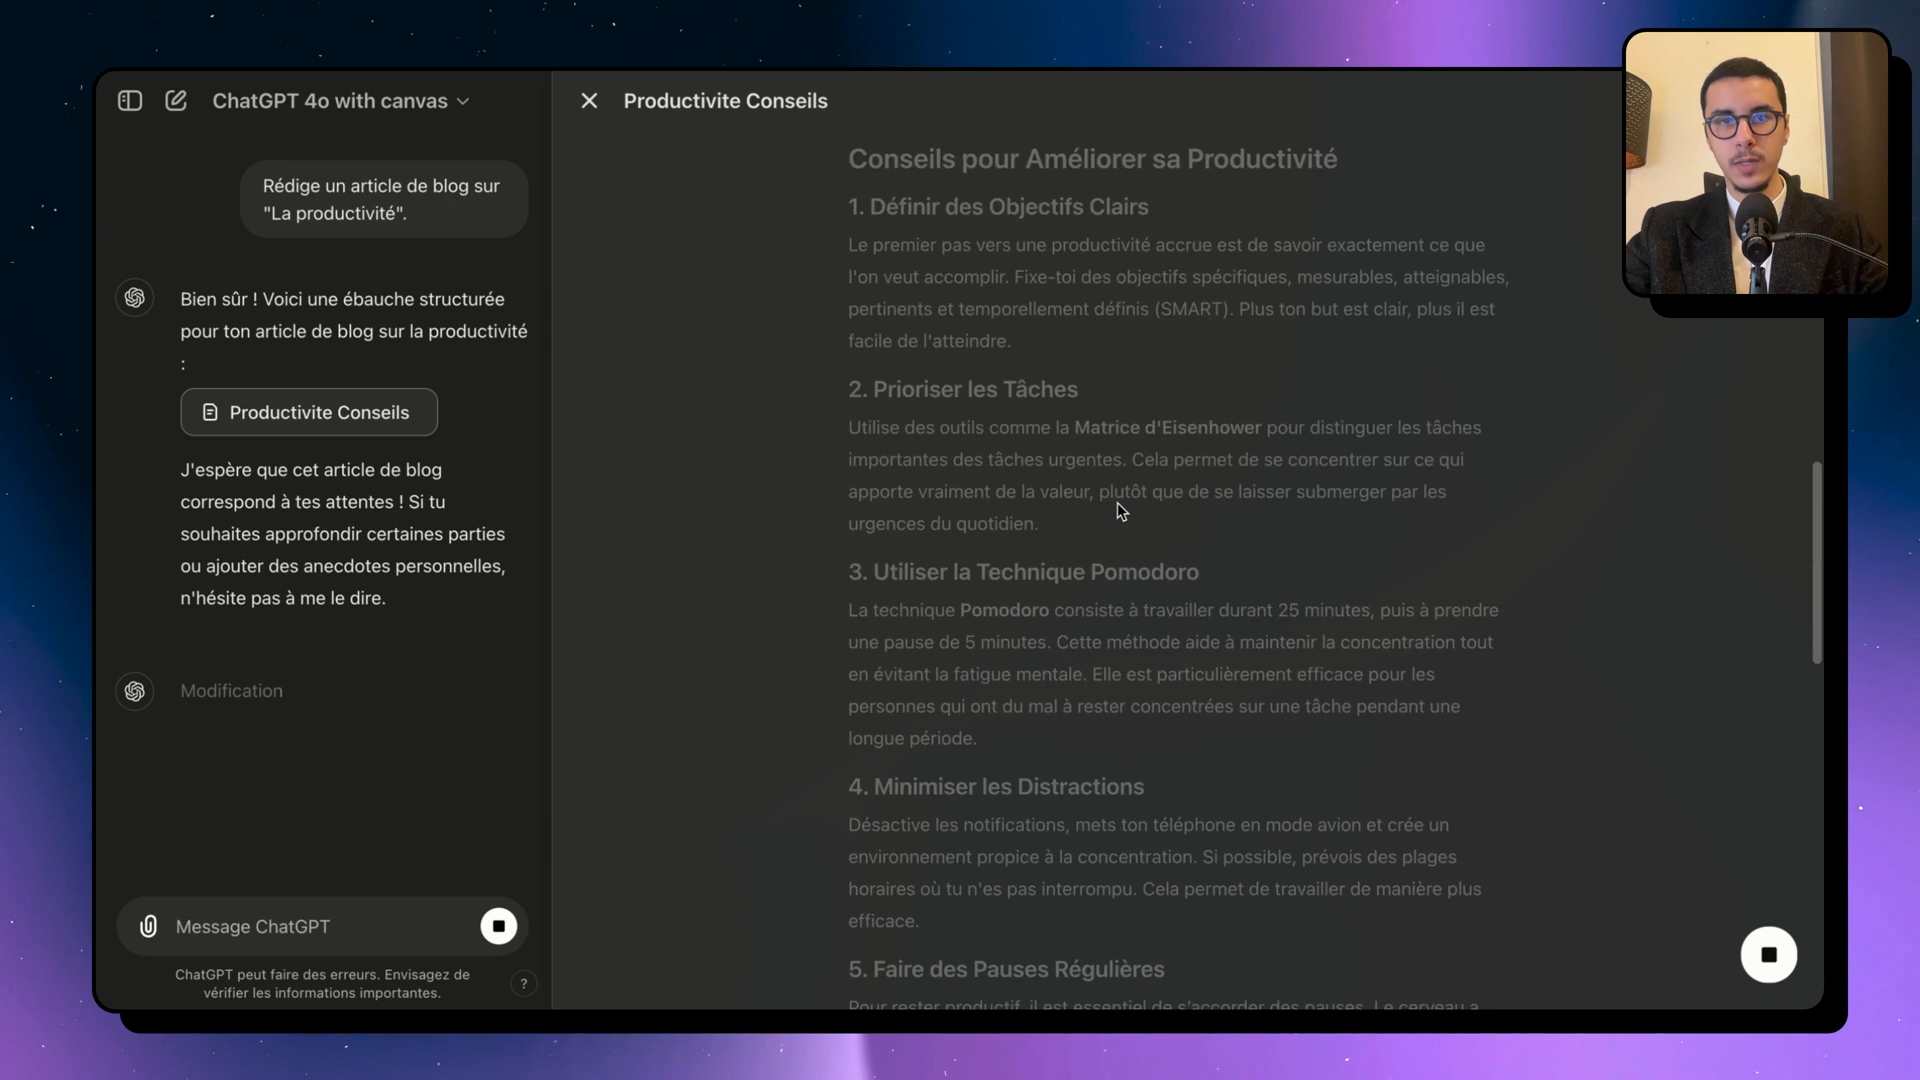 ChatGPT 4o with canvas
Productivite Conseils
Rédige un article de blog sur
"La productivité".
Bien sûr ! Voici une ébauche structurée
pour ton article de blog sur la productivité
:
Productivite Conseils
J'espère que cet article de blog
correspond à tes attentes ! Si tu
souhaites approfondir certaines parties
ou ajouter des anecdotes personnelles,
n'hésite pas à me le dire.
Modification
Message ChatGPT
ChatGPT peut faire des erreurs. Envisagez de
vérifier les informations importantes.
?
Conseils pour Améliorer sa Productivité
1. Définir des Objectifs Clairs
Le premier pas vers une productivité accrue est de savoir exactement ce que
l'on veut accomplir. Fixe-toi des objectifs spécifiques, mesurables, atteignables,
pertinents et temporellement définis (SMART). Plus ton but est clair, plus il est
facile de l'atteindre.
2. Prioriser les Tâches
Utilise des outils comme la Matrice d'Eisenhower pour distinguer les tâches
importantes des tâches urgentes. Cela permet de se concentrer sur ce qui
apporte vraiment de la valeur, plutôt que de se laisser submerger par les
urgences du quotidien.
3. Utiliser la Technique Pomodoro
La technique Pomodoro consiste à travailler durant 25 minutes, puis à prendre
une pause de 5 minutes. Cette méthode aide à maintenir la concentration tout
en évitant la fatigue mentale. Elle est particulièrement efficace pour les
personnes qui ont du mal à rester concentrées sur une tâche pendant une
longue période.
4. Minimiser les Distractions
Désactive les notifications, mets ton téléphone en mode avion et crée un
environnement propice à la concentration. Si possible, prévois des plages
horaires où tu n'es pas interrompu. Cela permet de travailler de manière plus
efficace.
5. Faire des Pauses Régulières
Pour rester productif, il est essentiel de s'accorder des pauses. Le cerveau a